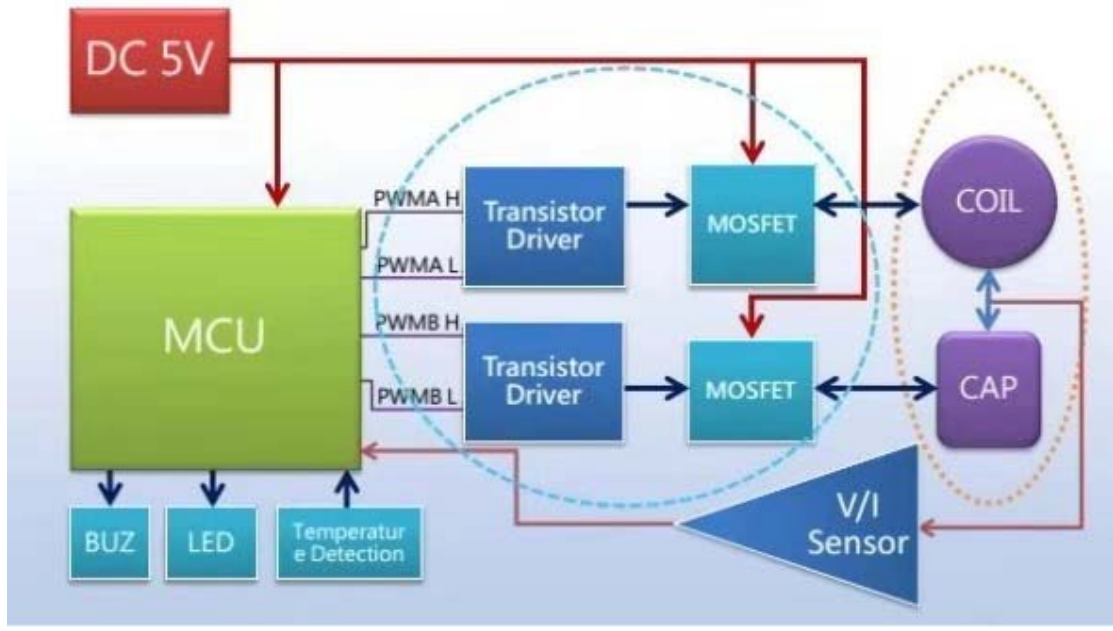 DC 5V
PWMA H
PWMA L
PWMB H
PWMB L
MCU
Transistor
Driver
MOSFET
COIL
Transistor
Driver
MOSFET
CAP
V/I
Sensor
BUZ
LED
Temperatur
e Detection